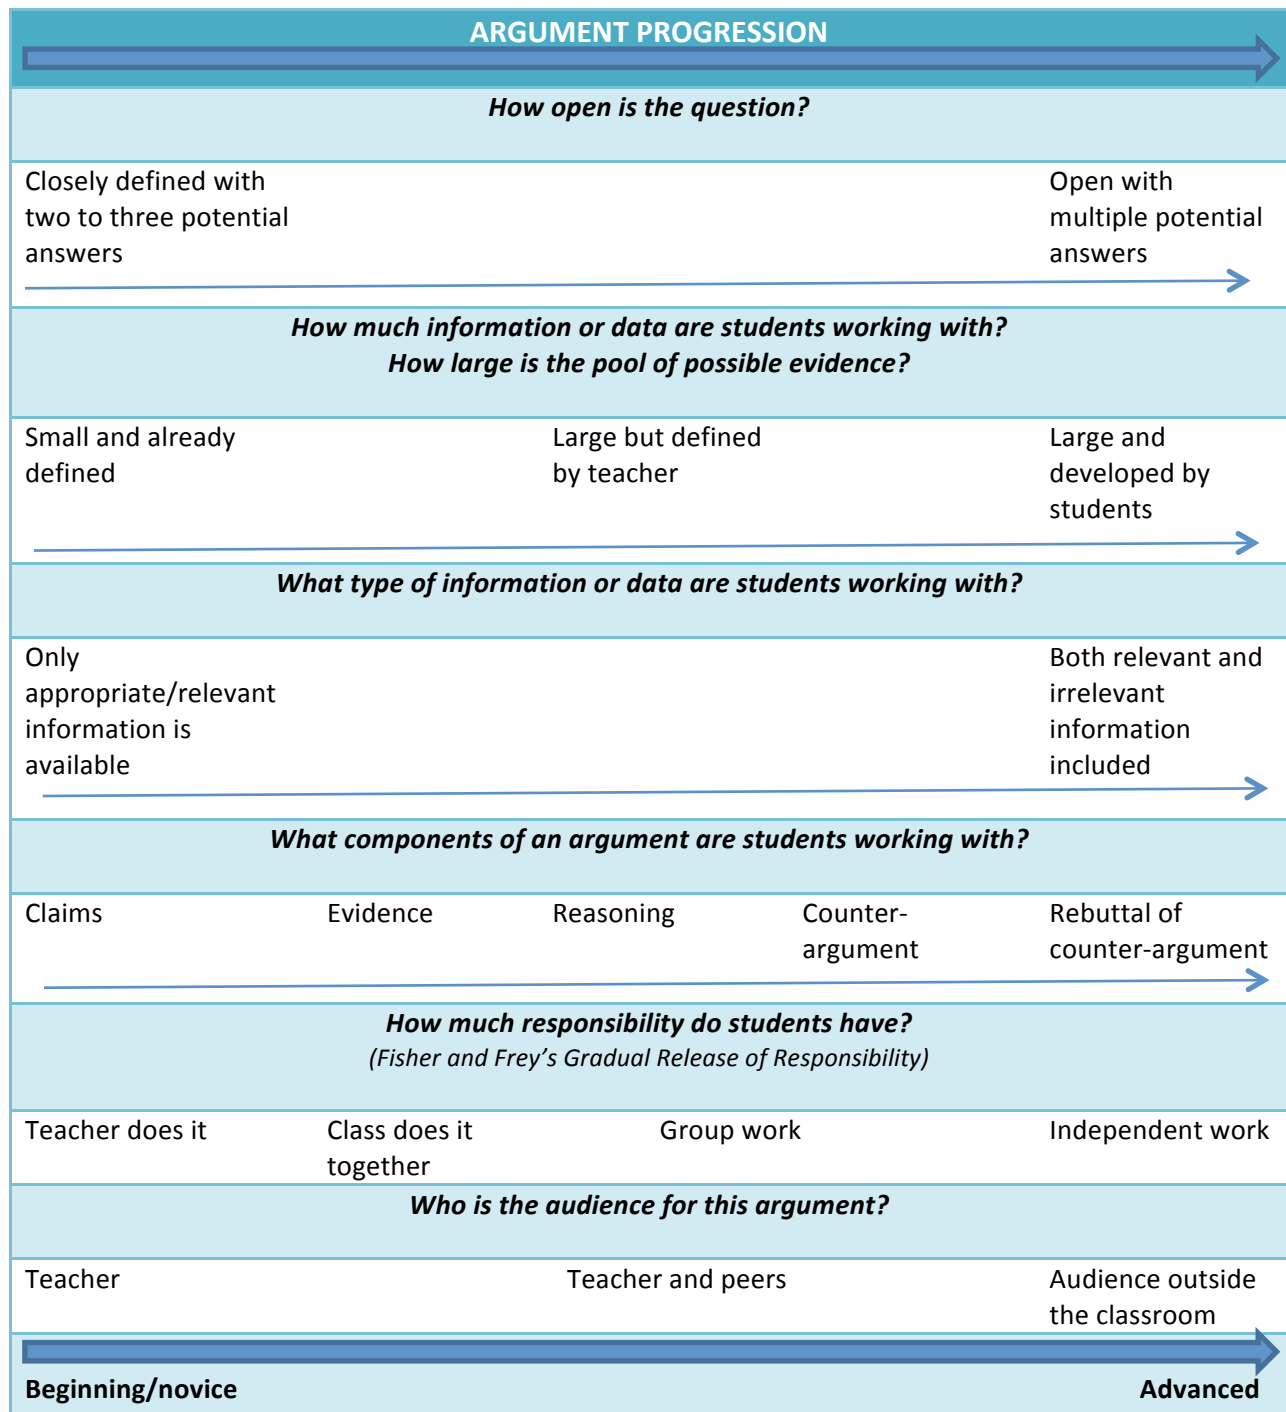 ARGUMENT PROGRESSION
How open is the question?
Closely defined with
two to three potential
answers
Open with
multiple potential
answers
How much information or data are students working with?
How large is the pool of possible evidence?
Small and already
defined
Large but defined
by teacher
Large and
developed by
students
What type of information or data are students working with?
Only
appropriate/relevant
information is
available
Both relevant and
irrelevant
information
included
What components of an argument are students working with?
Claims
Evidence
Reasoning
Counter-
argument
Rebuttal of
counter-argument
How much responsibility do students have?
(Fisher and Frey’s Gradual Release of Responsibility)
Teacher does it
Class does it
together
Group work
Independent work
Who is the audience for this argument?
Teacher
Teacher and peers
Audience outside
the classroom
Beginning/novice
Advanced